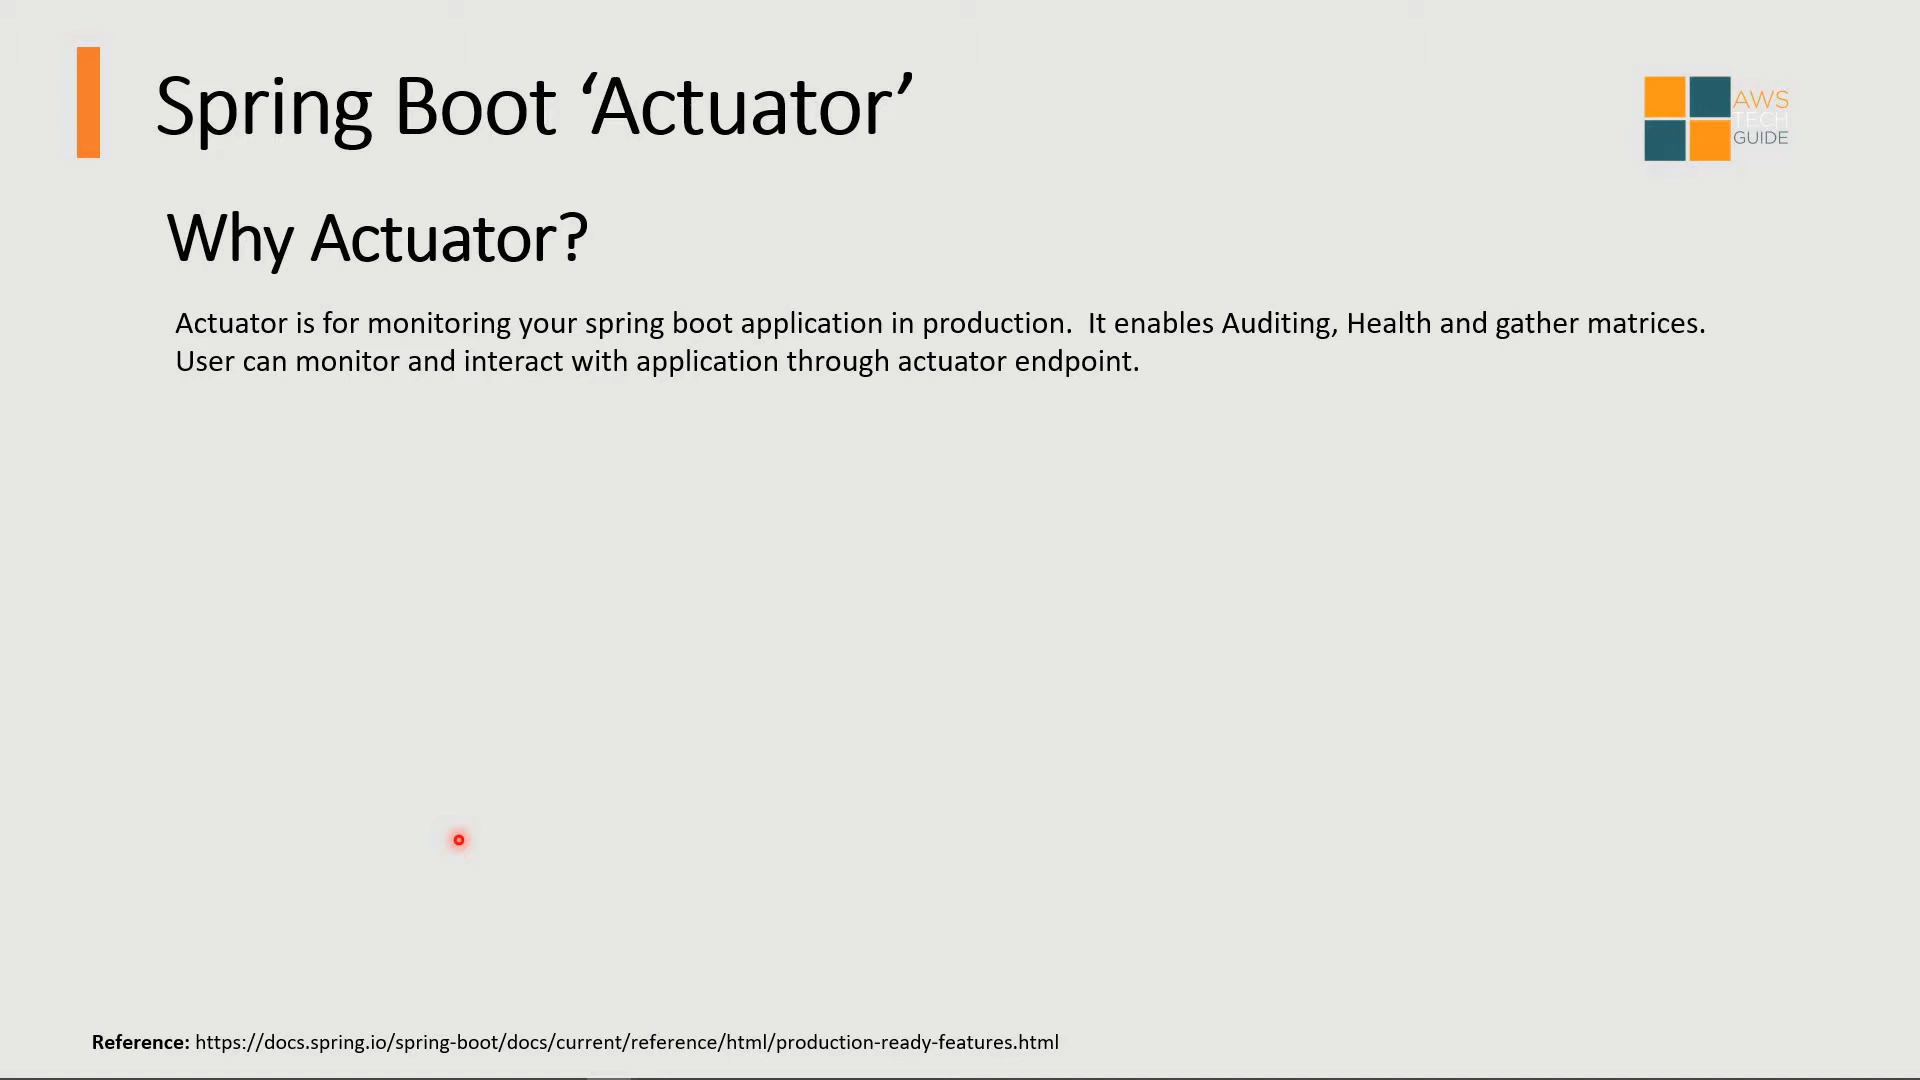 Spring Boot ‘Actuator’
AWS
TECH
GUIDE
Why Actuator?
Actuator is for monitoring your spring boot application in production.  It enables Auditing, Health and gather matrices.
User can monitor and interact with application through actuator endpoint.
Reference: https://docs.spring.io/spring-boot/docs/current/reference/html/production-ready-features.html